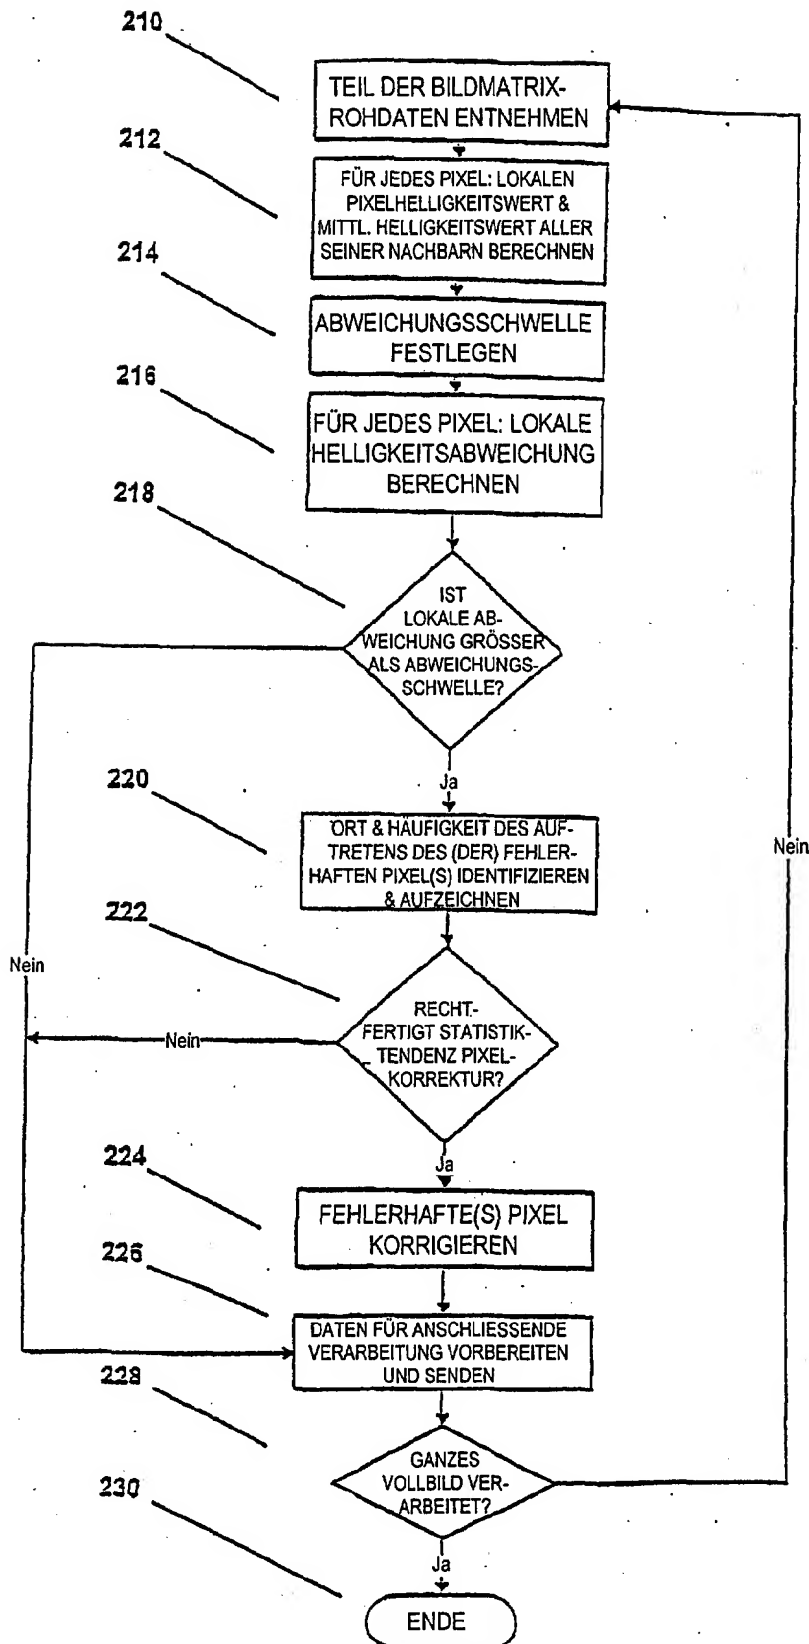 210
TEIL DER BILDMATRIX-
ROHDATEN ENTNEHMEN
212
FÜR JEDES PIXEL: LOKALEN
PIXELHELLIGKEITSWERT &
MITTL. HELLIGKEITSWERT ALLER
SEINER NACHBARN BERECHNEN
214
ABWEICHUNGSSCHWELLE
FESTLEGEN
216
FÜR JEDES PIXEL: LOKALE
HELLIGKEITSABWEICHUNG
BERECHNEN
218
IST
LOKALE AB-
WEICHUNG GRÖSSER
ALS ABWEICHUNGS-
SCHWELLE?
Nein
Ja
220
ORT & HÄUFIGKEIT DES AUF-
TRETENS DES (DER) FEHLER-
HAFTEN PIXEL(S) IDENTIFIZIEREN
& AUFZEICHNEN
222
RECHT-
FERTIGT STATISTIK-
TENDENZ PIXEL-
KORREKTUR?
Nein
Ja
224
FEHLERHAFTE(S) PIXEL
KORRIGIEREN
226
DATEN FÜR ANSCHLIESSENDE
VERARBEITUNG VORBEREITEN
UND SENDEN
228
GANZES
VOLLBILD VER-
ARBEITET?
Nein
Ja
230
ENDE